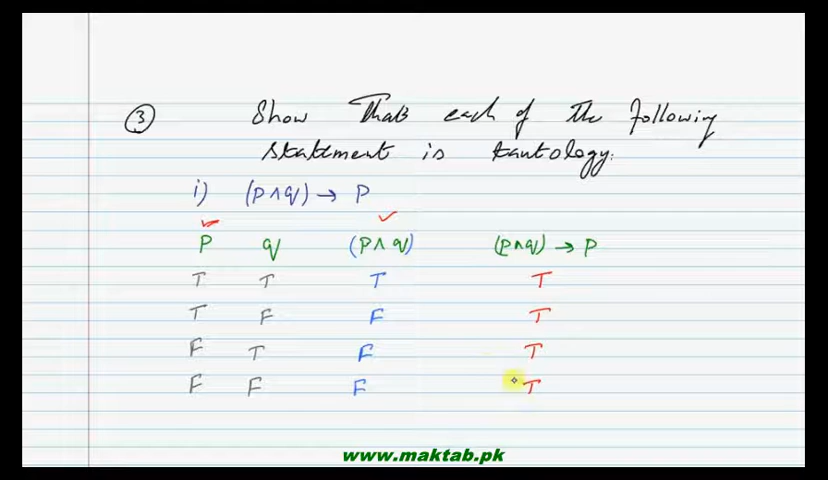 ③ Show That each of the following
statement is tautology.
i) (p∧q) → p
p q (p∧q) (p∧q) → p
T T T T
T F F T
F T F T
F F F T
www.maktab.pk